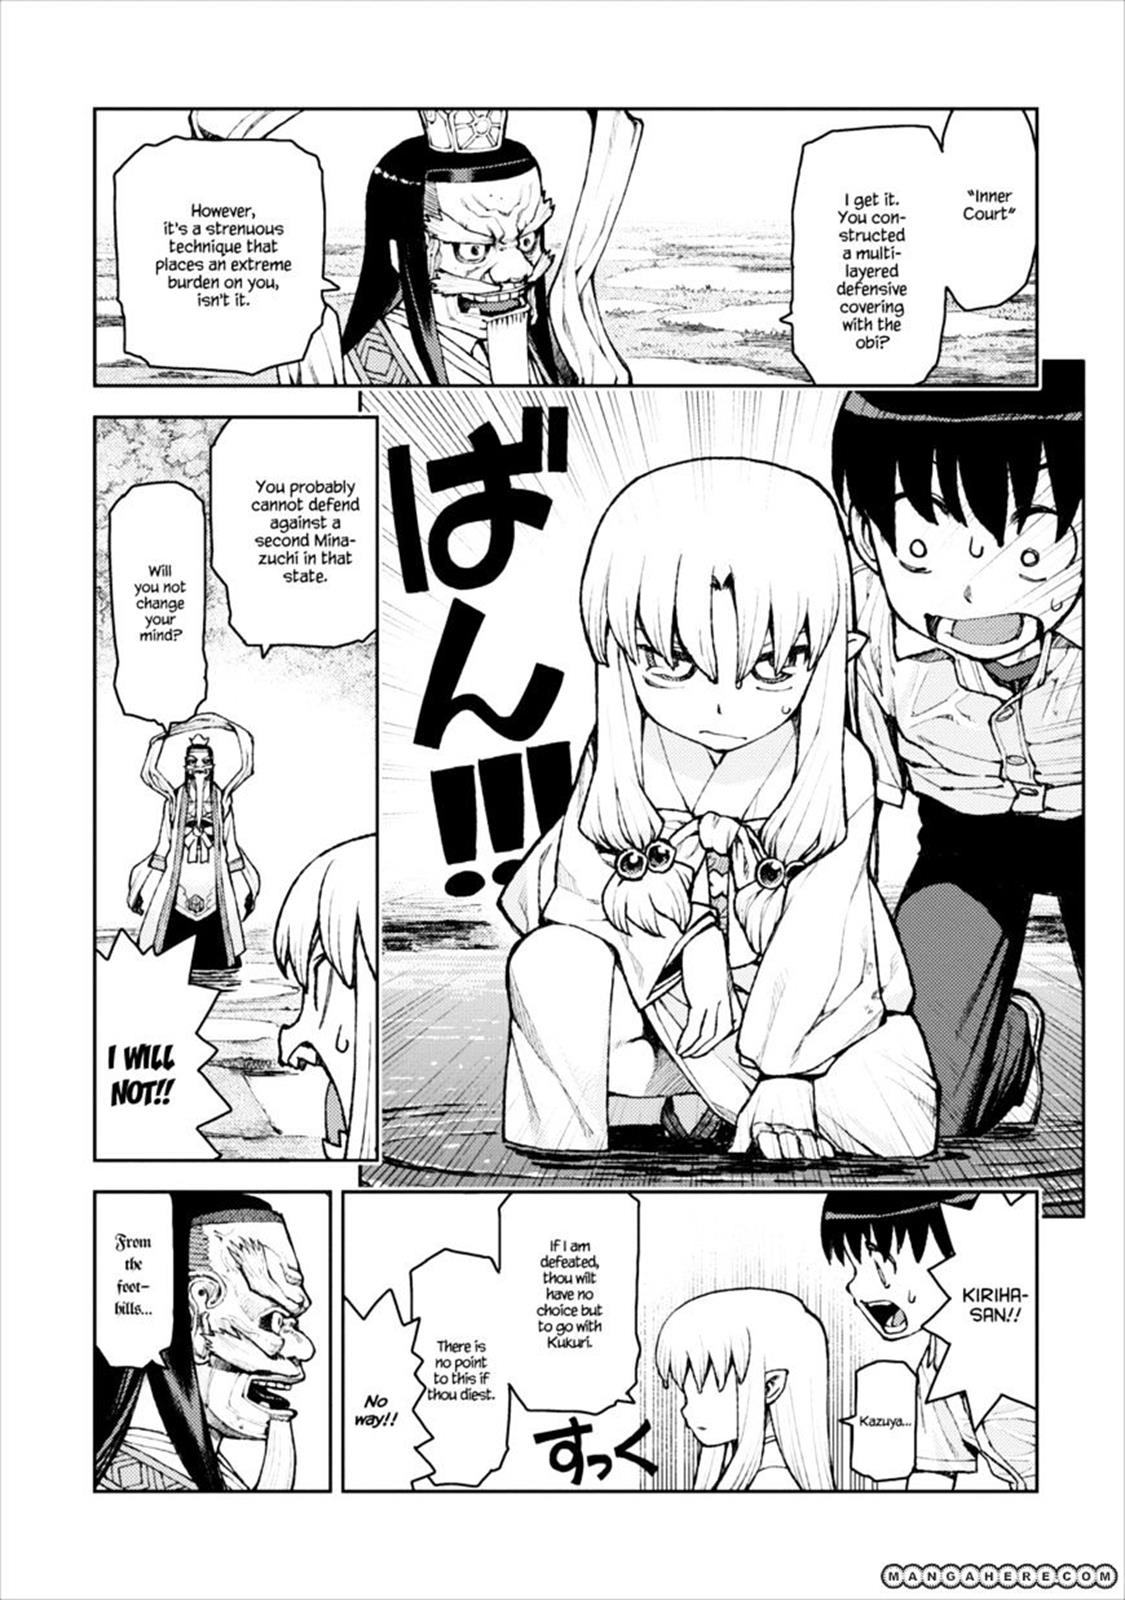 "Inner
Court"
I get it.
You con-
structed
a multi-
layered
defensive
covering
with the
obi?
However,
it's a strenuous
technique that
places an extreme
burden on you,
isn't it.
ばん!!!
You probably
cannot defend
against a
second Mina-
zuchi in that
state.
Will
you not
change
your
mind?
I WILL
NOT!!
KIRIHA-
SAN!!
Kazuya...
If I am
defeated,
thou wilt
have no
choice but
to go with
Kukuri.
There is
no point
to this if
thou diest.
すっく
No
way!!
From
the
foot-
hills...
MANGAHERE.COM